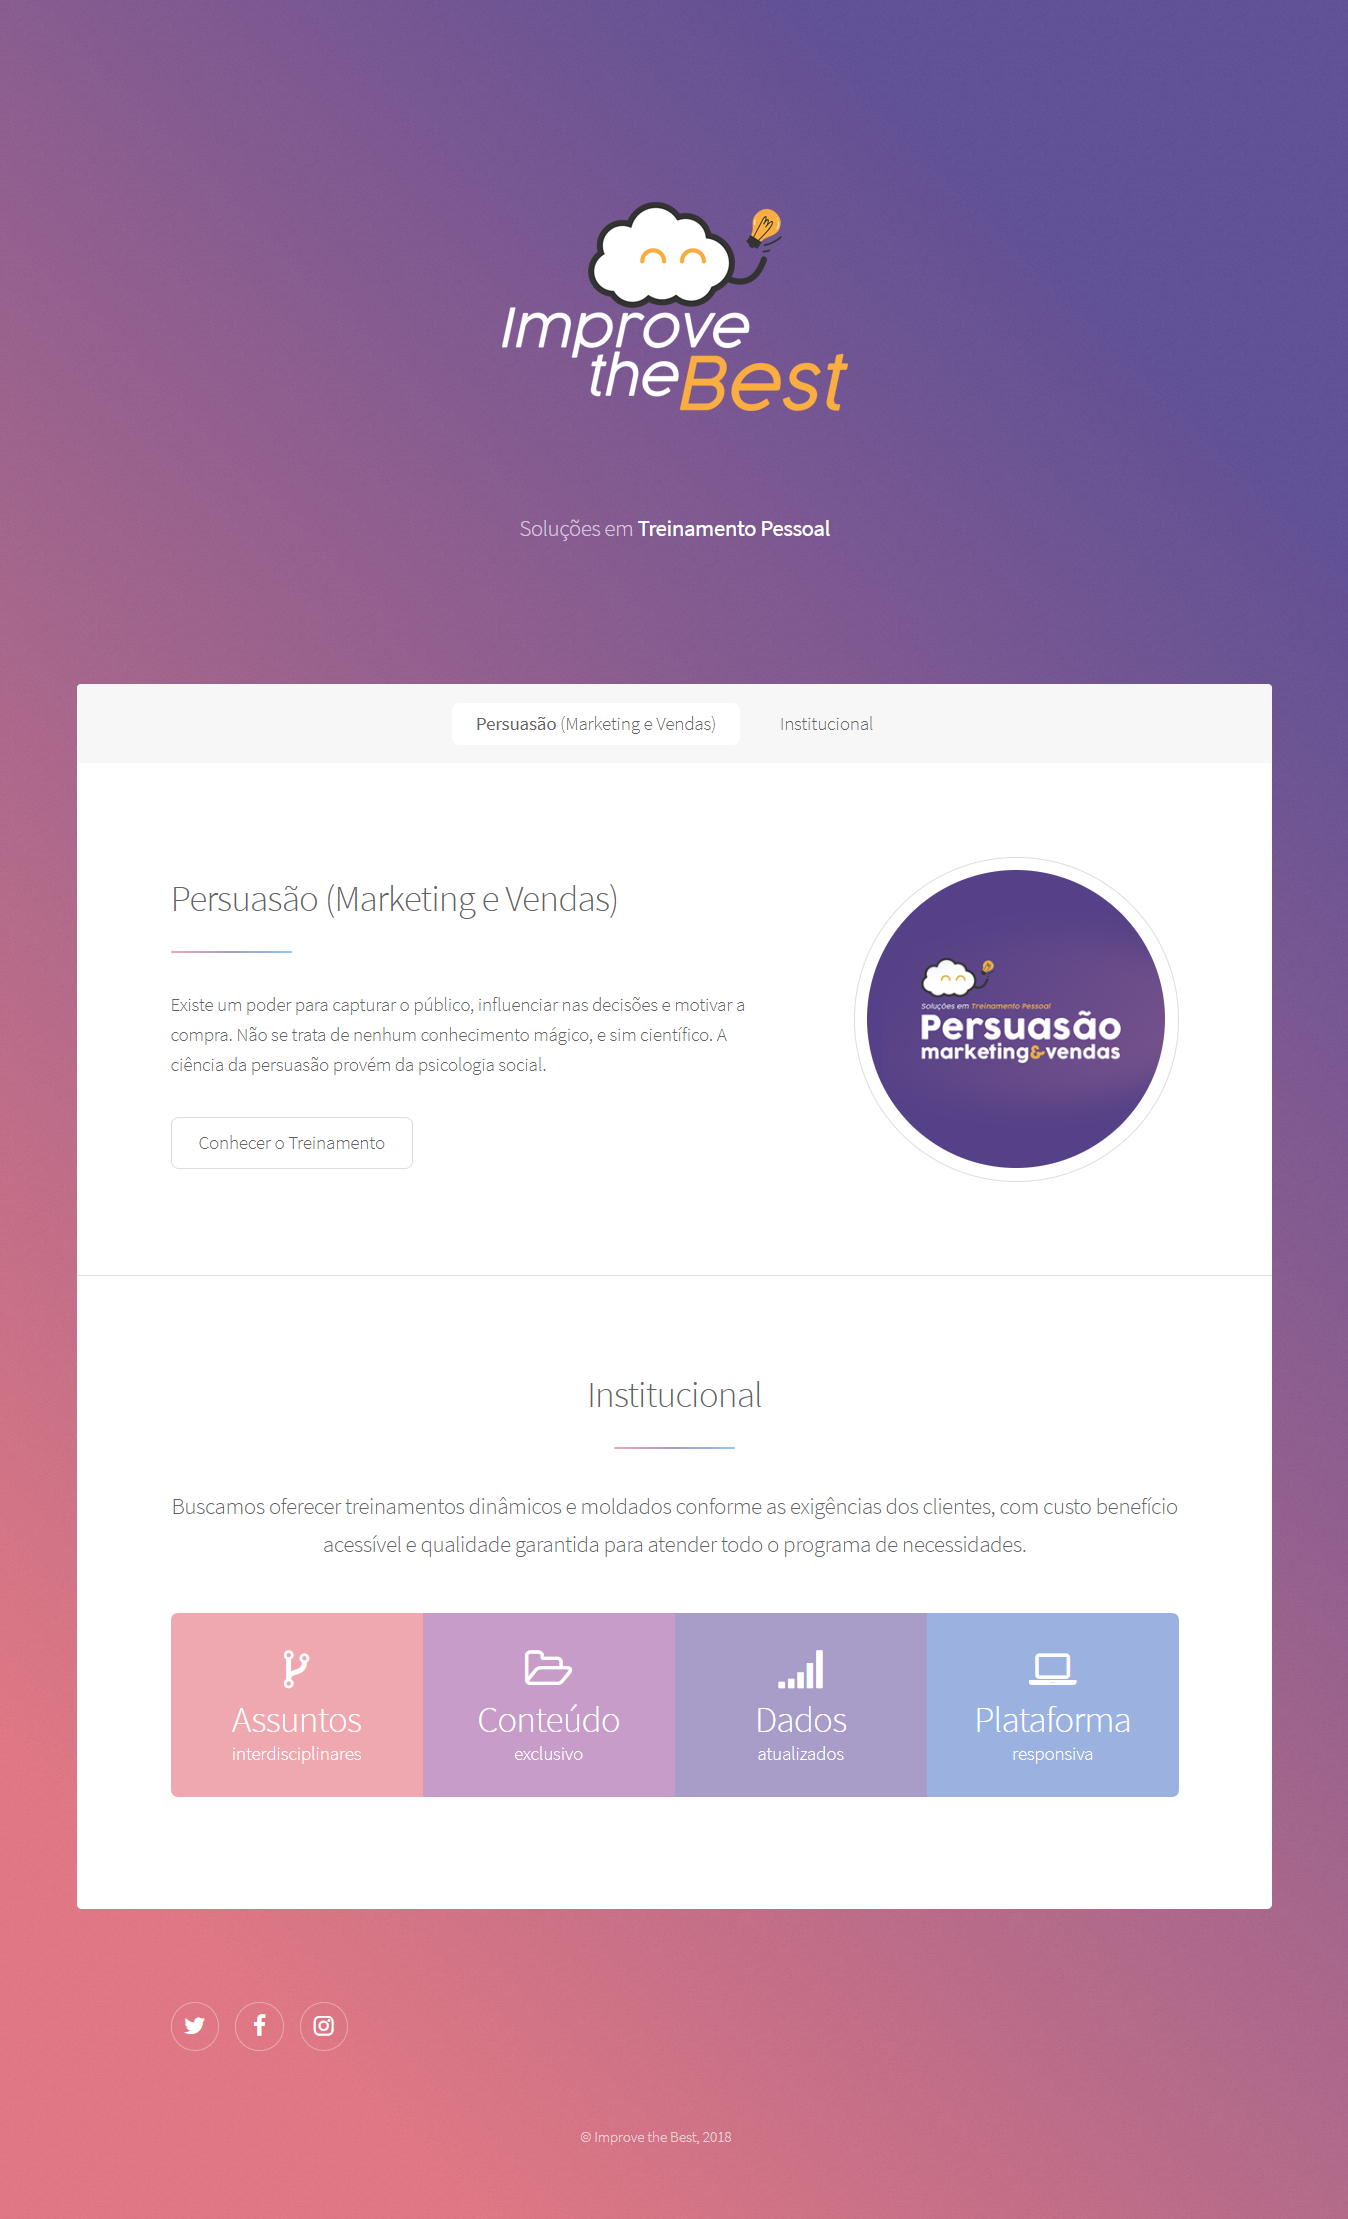 Improve
the Best
Soluções em Treinamento Pessoal
Persuasão (Marketing e Vendas)
Institucional
Persuasão (Marketing e Vendas)
Existe um poder para capturar o público, influenciar nas decisões e motivar a
compra. Não se trata de nenhum conhecimento mágico, e sim científico. A
ciência da persuasão provém da psicologia social.
Conhecer o Treinamento
Soluções em Treinamento Pessoal
Persuasão
marketing&vendas
Institucional
Buscamos oferecer treinamentos dinâmicos e moldados conforme as exigências dos clientes, com custo benefício
acessível e qualidade garantida para atender todo o programa de necessidades.
Assuntos
interdisciplinares
Conteúdo
exclusivo
Dados
atualizados
Plataforma
responsiva
© Improve the Best, 2018